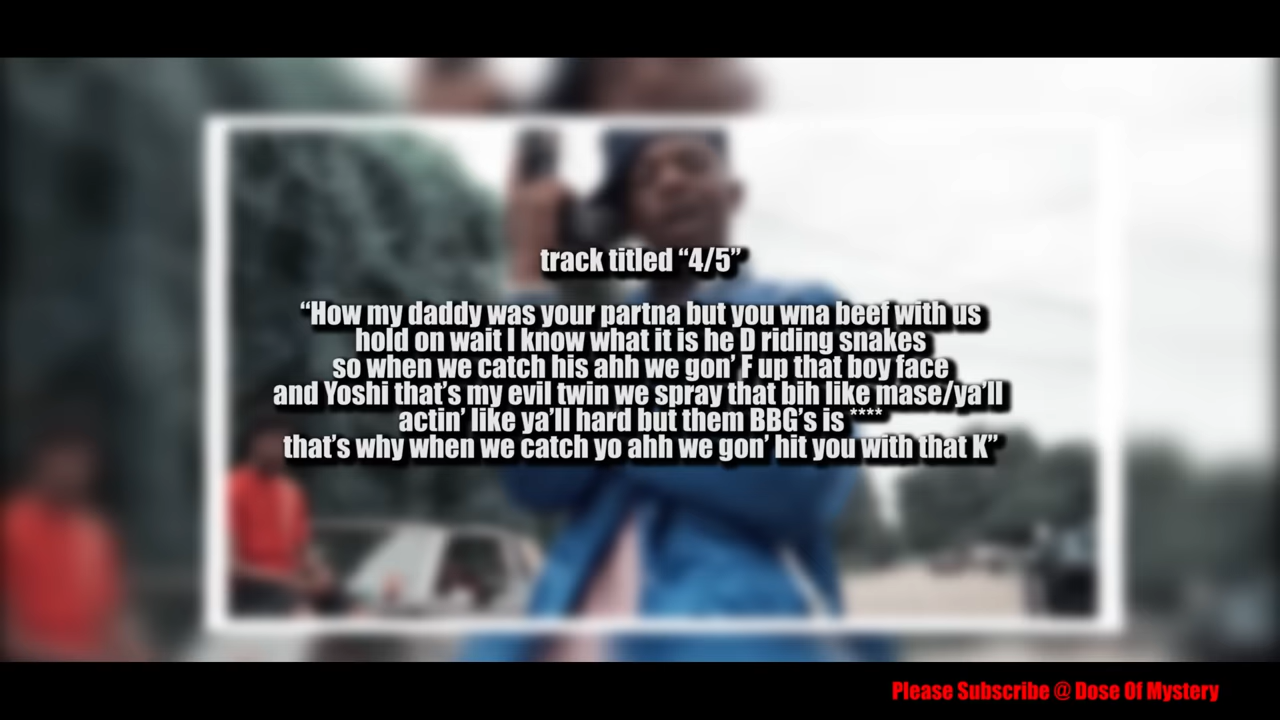 track titled “4/5”
“How my daddy was your partna but you wna beef with us
hold on wait I know what it is he D riding snakes
so when we catch his ahh we gon’ F up that boy face
and Yoshi that’s my evil twin we spray that bih like mase/ya’ll
actin’ like ya’ll hard but them BBG’s is ****
that’s why when we catch yo ahh we gon’ hit you with that K”
Please Subscribe @ Dose Of Mystery